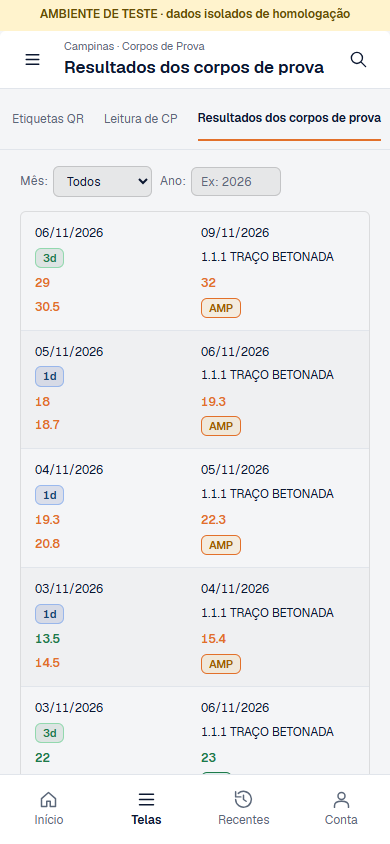 AMBIENTE DE TESTE · dados isolados de homologação
Campinas · Corpos de Prova
Resultados dos corpos de prova
Etiquetas QR Leitura de CP Resultados dos corpos de prova
Mês: Todos Ano: Ex: 2026
06/11/2026 09/11/2026
3d 1.1.1 TRAÇO BETONADA
29 32
30.5 AMP
05/11/2026 06/11/2026
1d 1.1.1 TRAÇO BETONADA
18 19.3
18.7 AMP
04/11/2026 05/11/2026
1d 1.1.1 TRAÇO BETONADA
19.3 22.3
20.8 AMP
03/11/2026 04/11/2026
1d 1.1.1 TRAÇO BETONADA
13.5 15.4
14.5 AMP
03/11/2026 06/11/2026
3d 1.1.1 TRAÇO BETONADA
22 23
Início Telas Recentes Conta